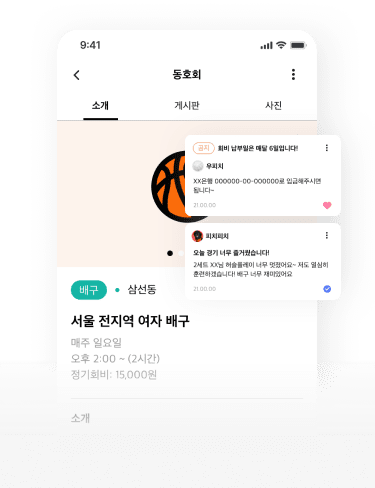 9:41
동호회
소개
게시판
사진
공지 회비 납부일은 매달 6일입니다!
우피치
XX은행 000000-00-000000로 입금해주시면
됩니다~
21.00.00
피치피치
오늘 경기 너무 즐거웠습니다!
2세트 XX님 허슬플레이 너무 멋졌어요~ 저도 열심히
훈련하겠습니다! 배구 너무 재미있어요
21.00.00
배구 • 삼선동
서울 전지역 여자 배구
매주 일요일
오후 2:00 ~ (2시간)
정기회비: 15,000원
소개